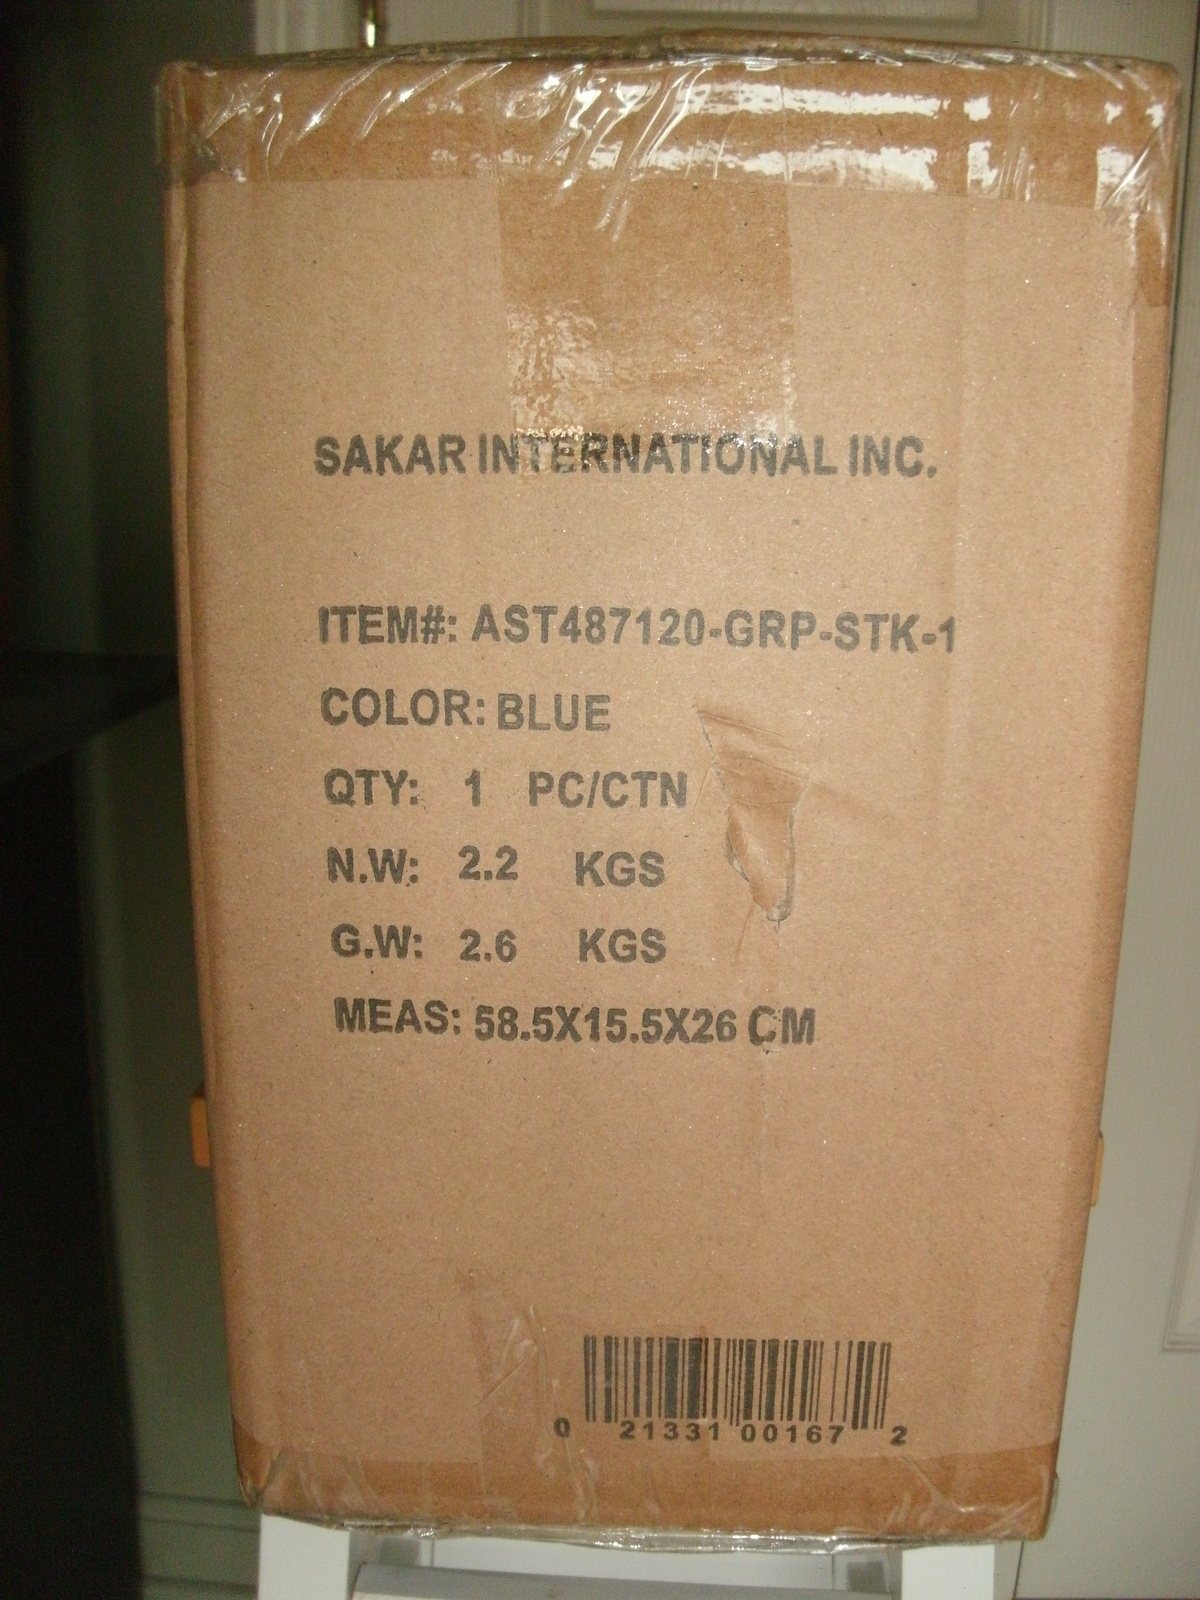 SAKAR INTERNATIONAL INC.
ITEM#: AST487120-GRP-STK-1
COLOR: BLUE
QTY: 1 PC/CTN
N.W: 2.2 KGS
G.W: 2.6 KGS
MEAS: 58.5X15.5X26 CM
0 21331 00167 2